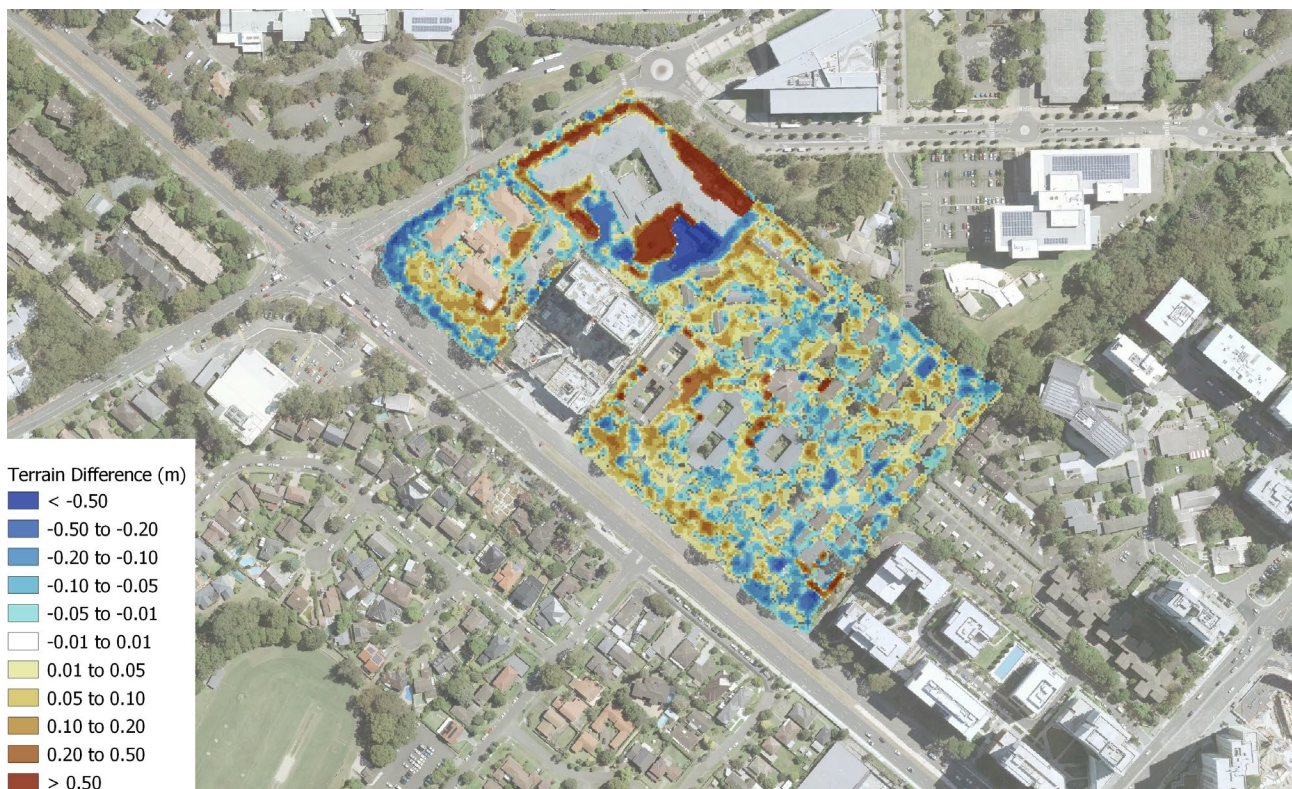 Terrain Difference (m)
< -0.50
-0.50 to -0.20
-0.20 to -0.10
-0.10 to -0.05
-0.05 to -0.01
-0.01 to 0.01
0.01 to 0.05
0.05 to 0.10
0.10 to 0.20
0.20 to 0.50
> 0.50